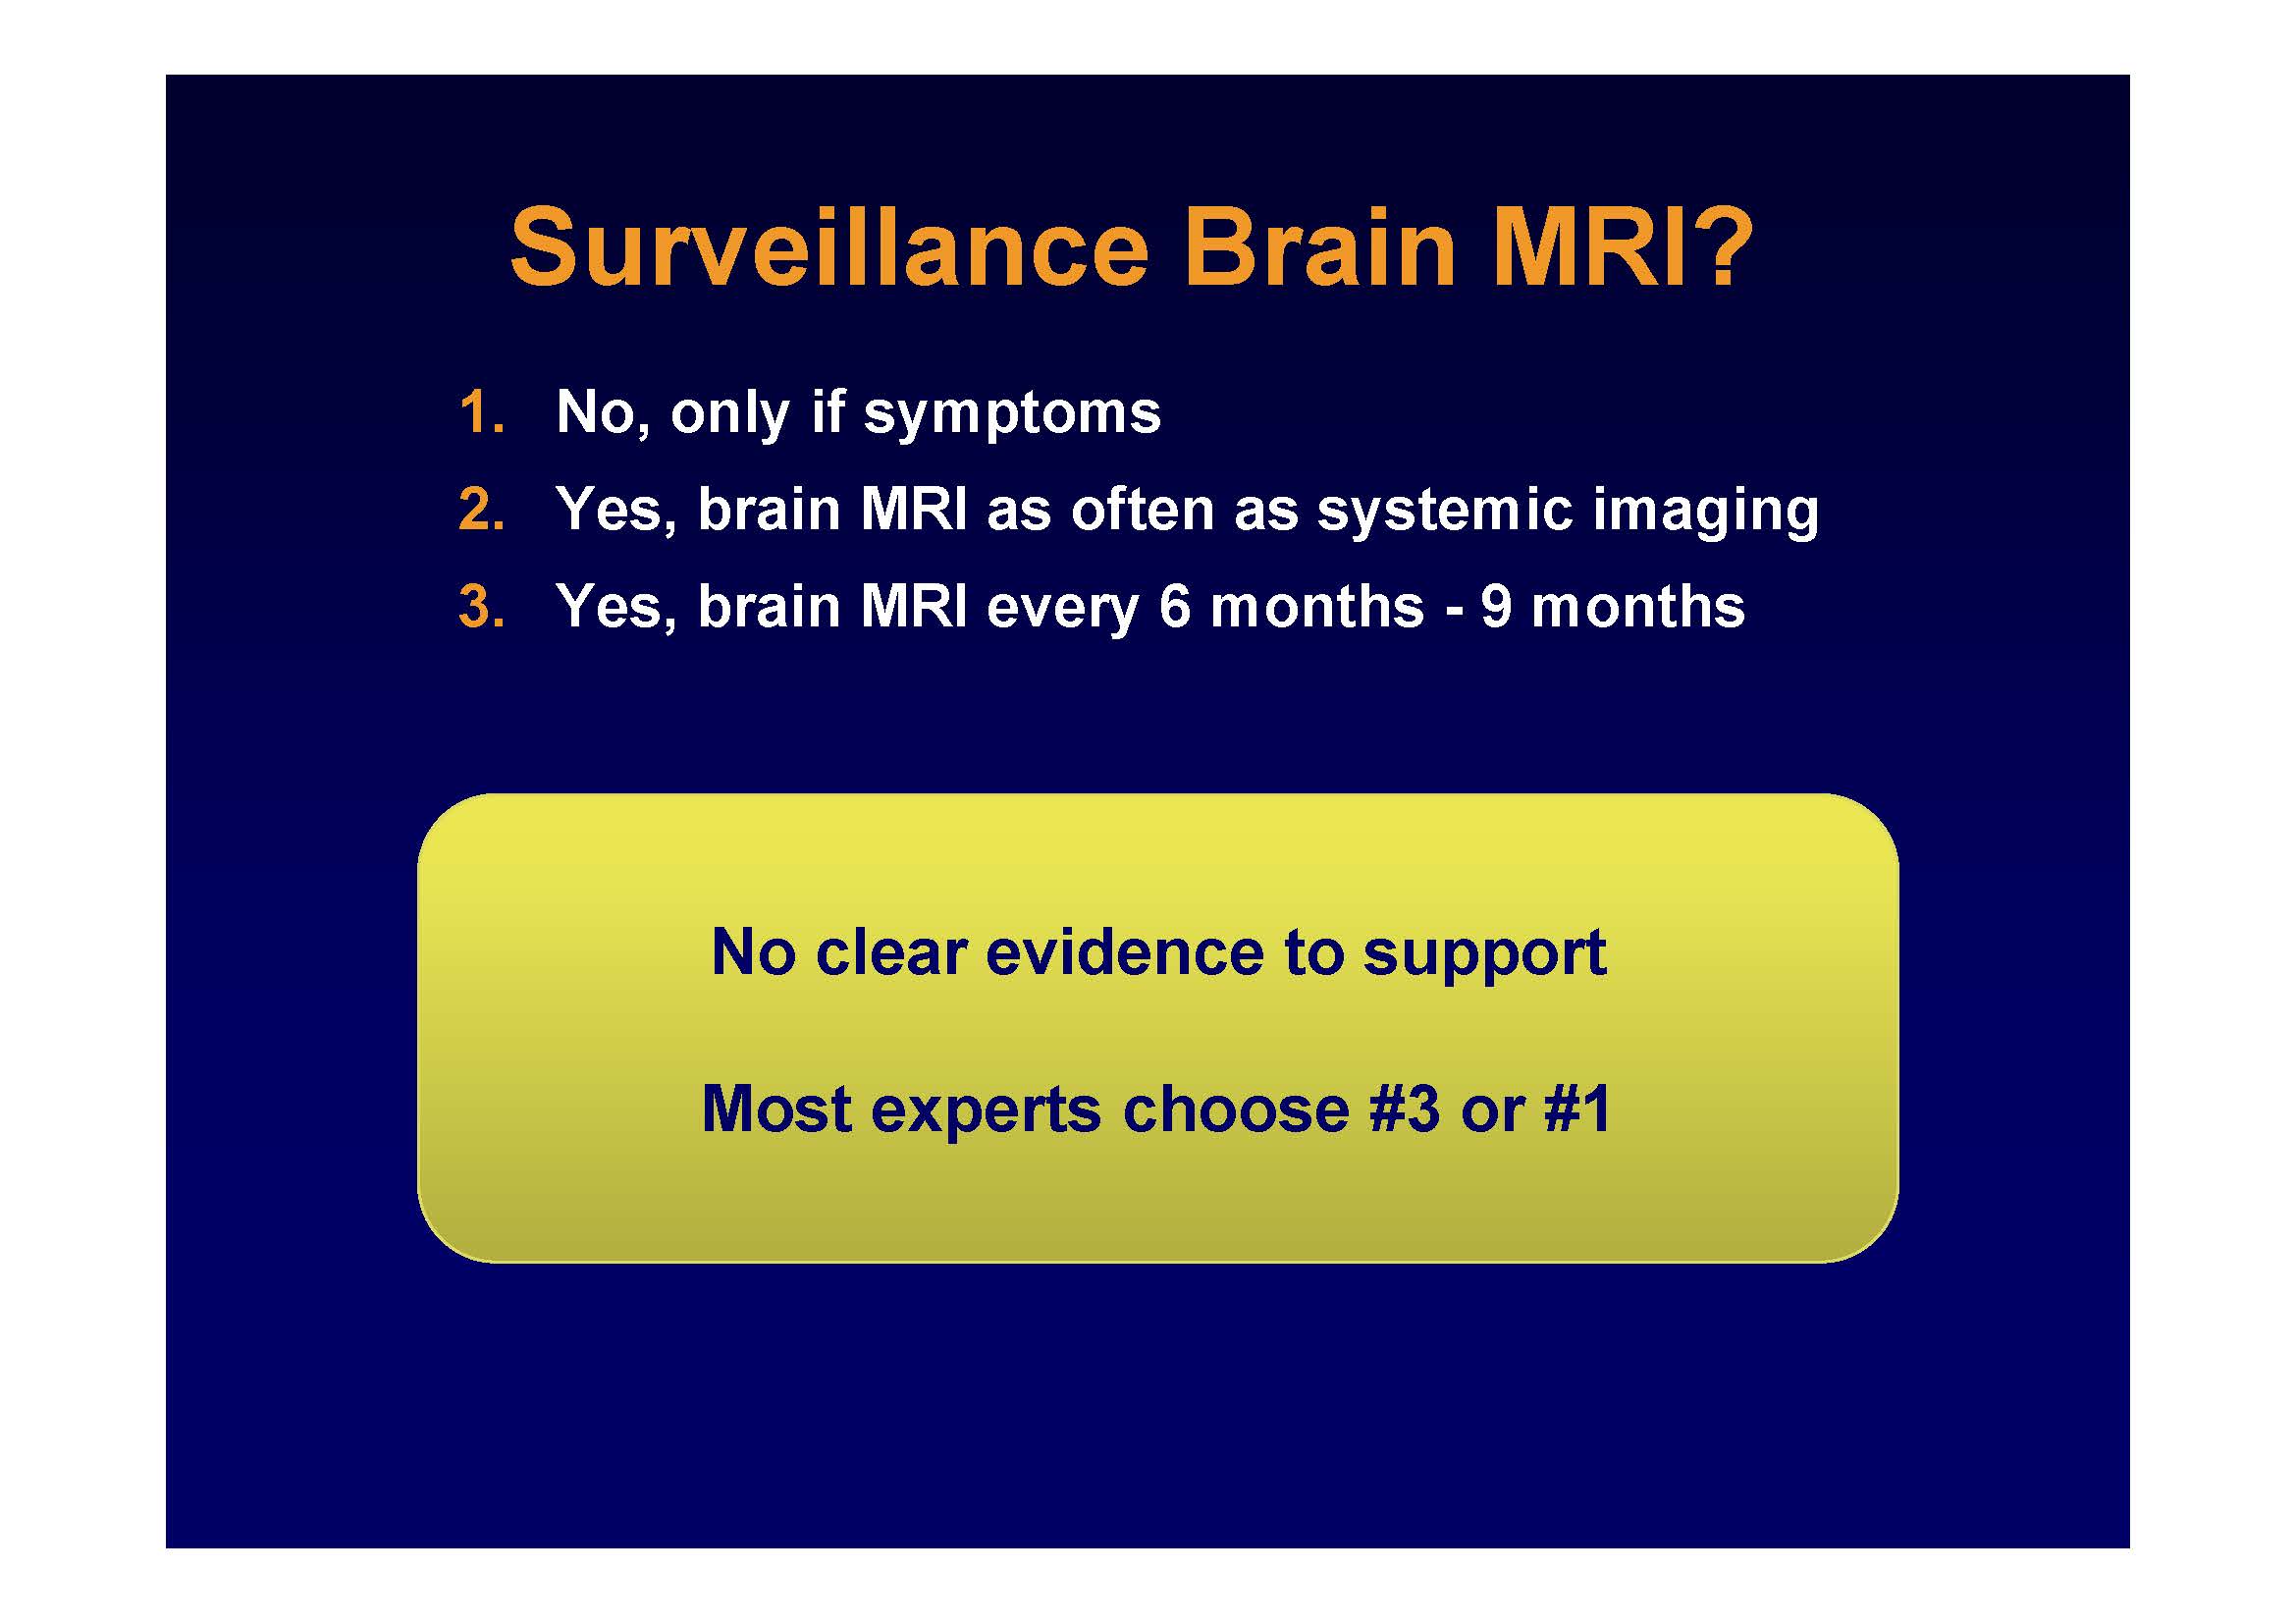 Surveillance Brain MRI?
1. No, only if symptoms
2. Yes, brain MRI as often as systemic imaging
3. Yes, brain MRI every 6 months - 9 months
No clear evidence to support
Most experts choose #3 or #1